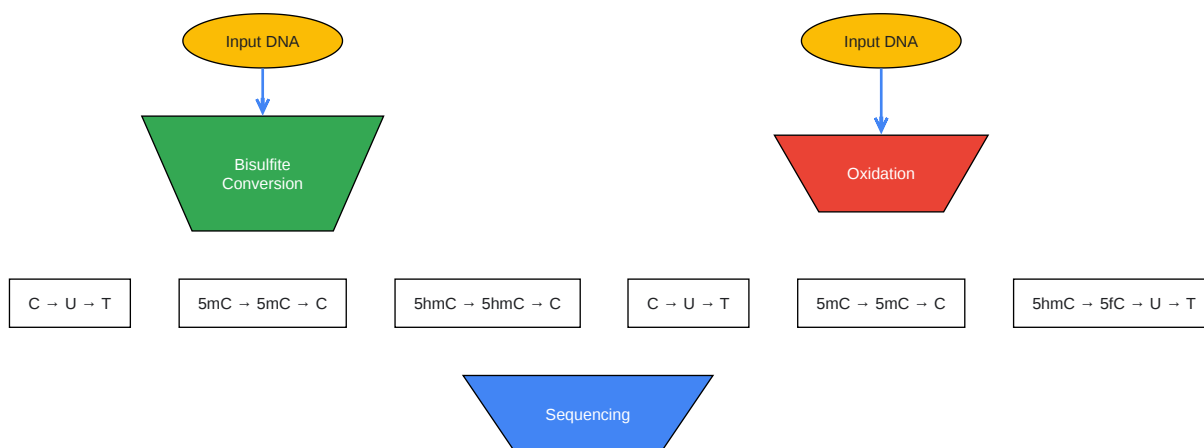 Input DNA
Input DNA
Bisulfite
Conversion
Oxidation
C → U → T
5mC → 5mC → C
5hmC → 5hmC → C
C → U → T
5mC → 5mC → C
5hmC → 5fC → U → T
Sequencing